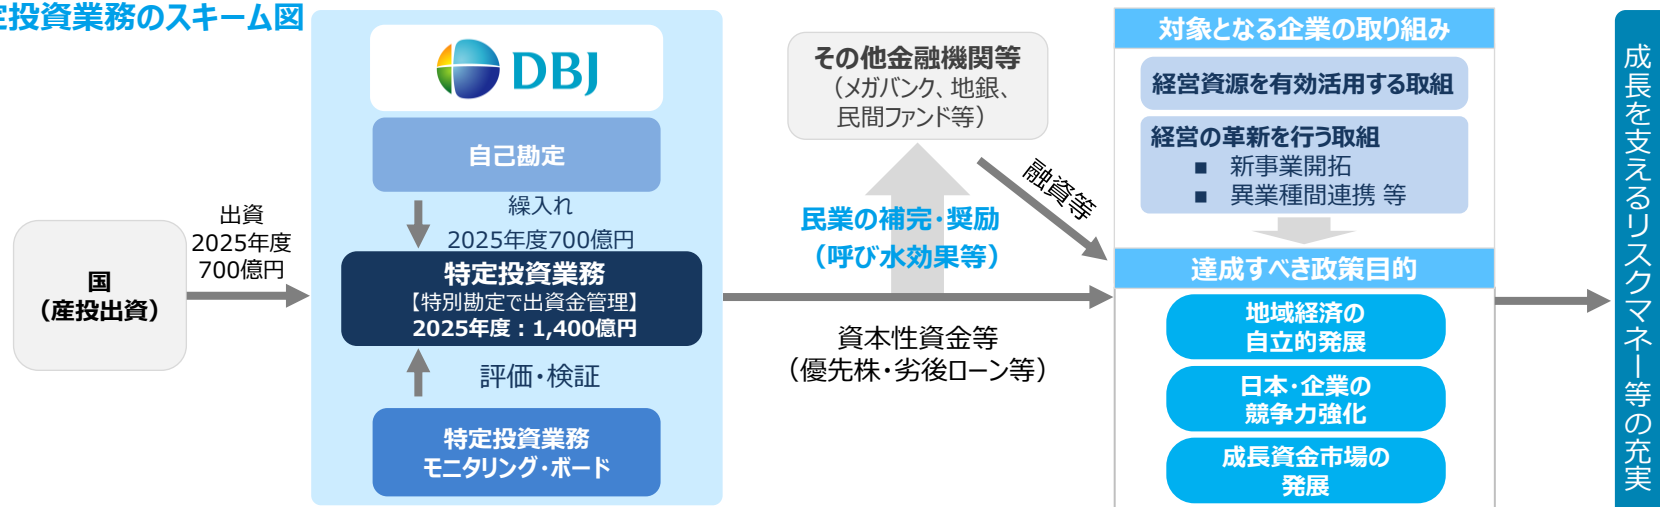 定投資業務のスキーム図
国
（産投出資）
出資
2025年度
700億円
DBJ
自己勘定
繰入れ
2025年度700億円
特定投資業務
【特別勘定で出資金管理】
2025年度：1,400億円
評価・検証
特定投資業務
モニタリング・ボード
その他金融機関等
（メガバンク、地銀、
民間ファンド等）
融資等
民業の補完・奨励
（呼び水効果等）
資本性資金等
（優先株・劣後ローン等）
対象となる企業の取り組み
経営資源を有効活用する取組
経営の革新を行う取組
■ 新事業開拓
■ 異業種間連携 等
達成すべき政策目的
地域経済の
自立的発展
日本・企業の
競争力強化
成長資金市場の
発展
成長を支えるリスクマネー等の充実